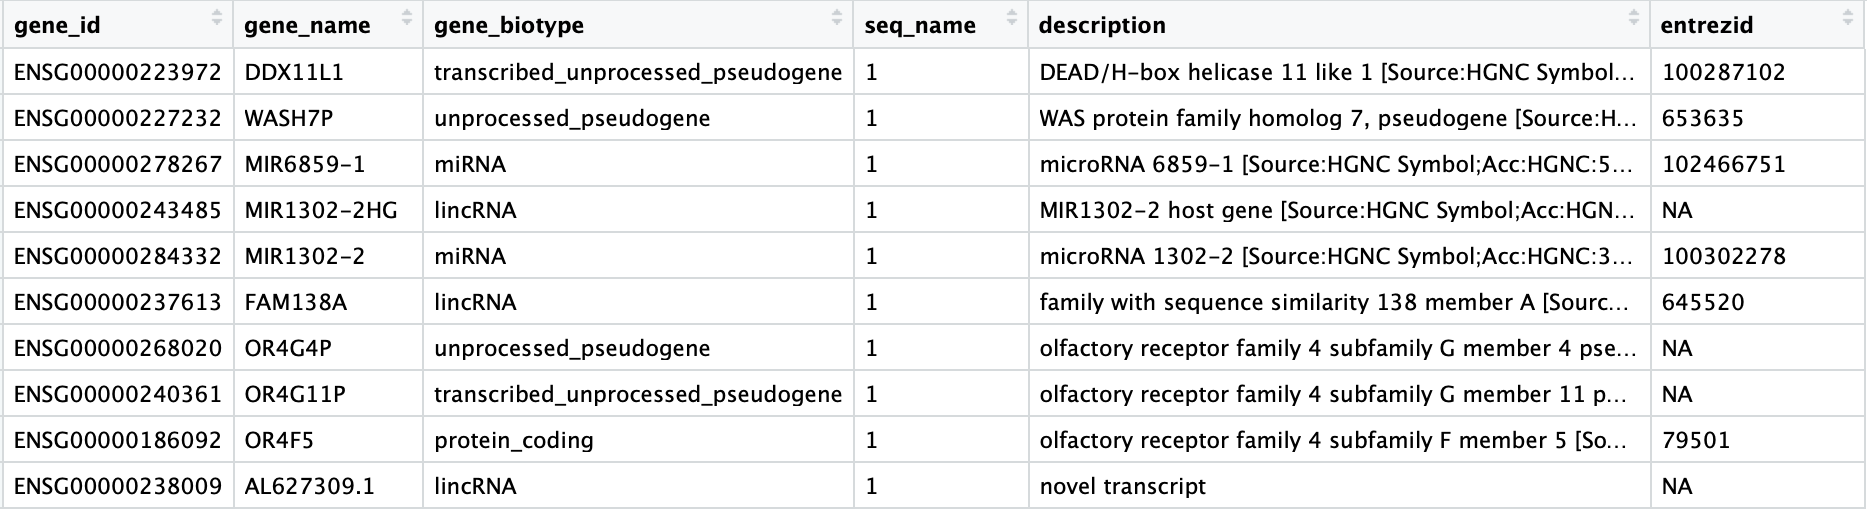 gene_id gene_name gene_biotype seq_name description entrezid
ENSG00000223972 DDX11L1 transcribed_unprocessed_pseudogene 1 DEAD/H-box helicase 11 like 1 [Source:HGNC Symbol... 100287102
ENSG00000227232 WASH7P unprocessed_pseudogene 1 WAS protein family homolog 7, pseudogene [Source:H... 653635
ENSG00000278267 MIR6859-1 miRNA 1 microRNA 6859-1 [Source:HGNC Symbol;Acc:HGNC:5... 102466751
ENSG00000243485 MIR1302-2HG lincRNA 1 MIR1302-2 host gene [Source:HGNC Symbol;Acc:HGN... NA
ENSG00000284332 MIR1302-2 miRNA 1 microRNA 1302-2 [Source:HGNC Symbol;Acc:HGNC:3... 100302278
ENSG00000237613 FAM138A lincRNA 1 family with sequence similarity 138 member A [Sourc... 645520
ENSG00000268020 OR4G4P unprocessed_pseudogene 1 olfactory receptor family 4 subfamily G member 4 pse... NA
ENSG00000240361 OR4G11P transcribed_unprocessed_pseudogene 1 olfactory receptor family 4 subfamily G member 11 p... NA
ENSG00000186092 OR4F5 protein_coding 1 olfactory receptor family 4 subfamily F member 5 [So... 79501
ENSG00000238009 AL627309.1 lincRNA 1 novel transcript NA